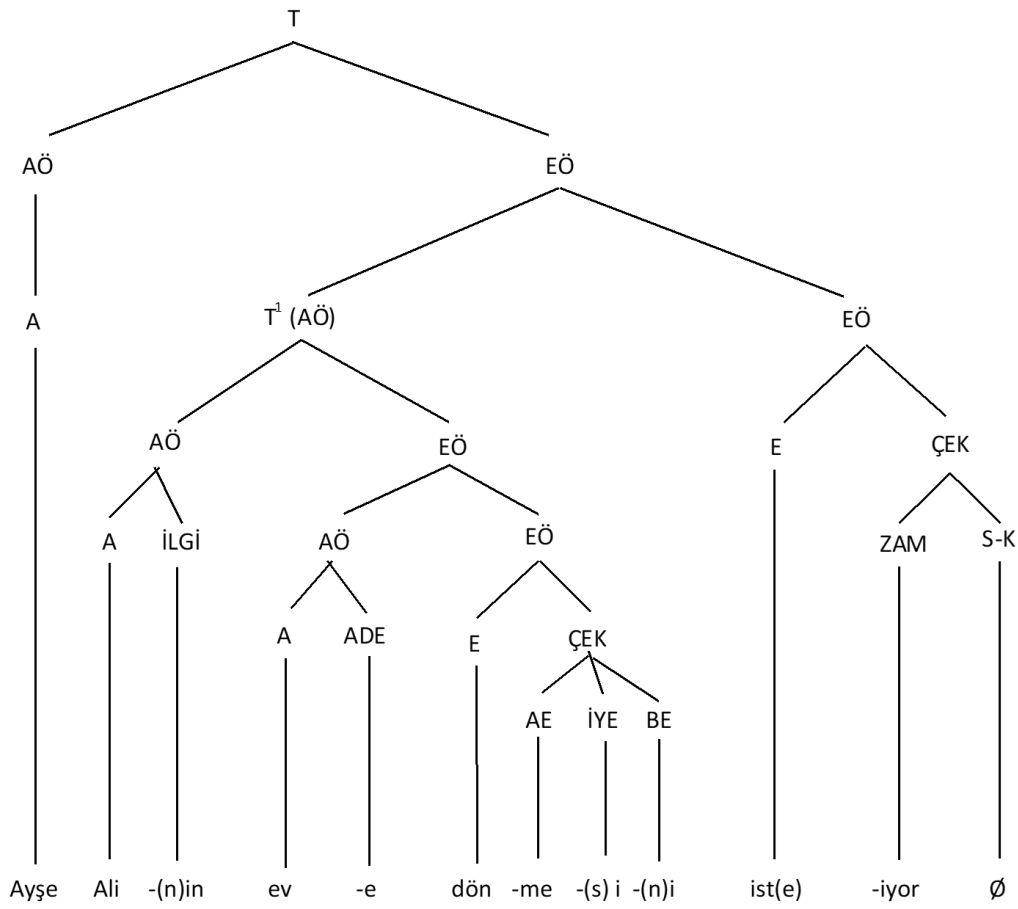 T
AÖ EÖ
A T¹ (AÖ) EÖ
AÖ EÖ E ÇEK
A İLGİ AÖ EÖ ZAM S-K
A ADE E ÇEK
AE İYE BE
Ayşe Ali -(n)in ev -e dön -me -(s) i -(n)i ist(e) -iyor Ø